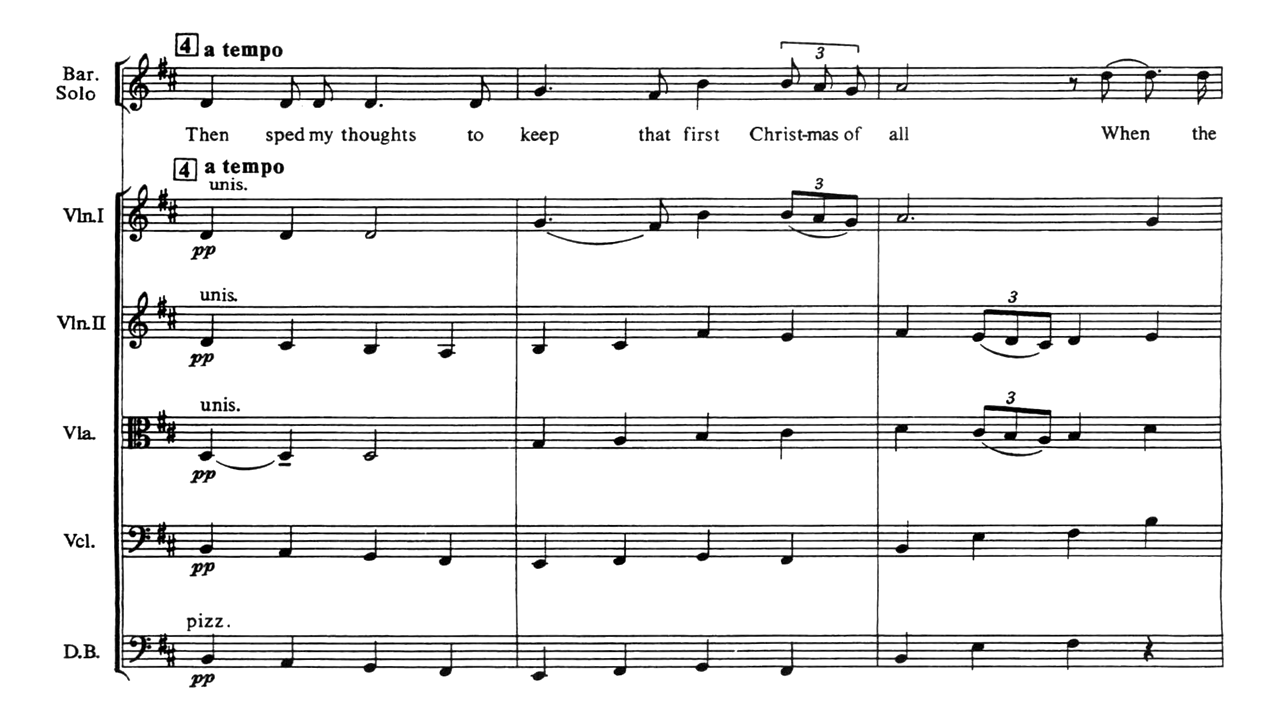 4 a tempo
3
Bar.
Solo
Then sped my thoughts to keep that first Christ-mas of all When the
4 a tempo
unis.
3
Vln.I
pp
unis.
3
Vln.II
pp
unis.
3
Vla.
pp
Vcl.
pp
pizz.
D.B.
pp